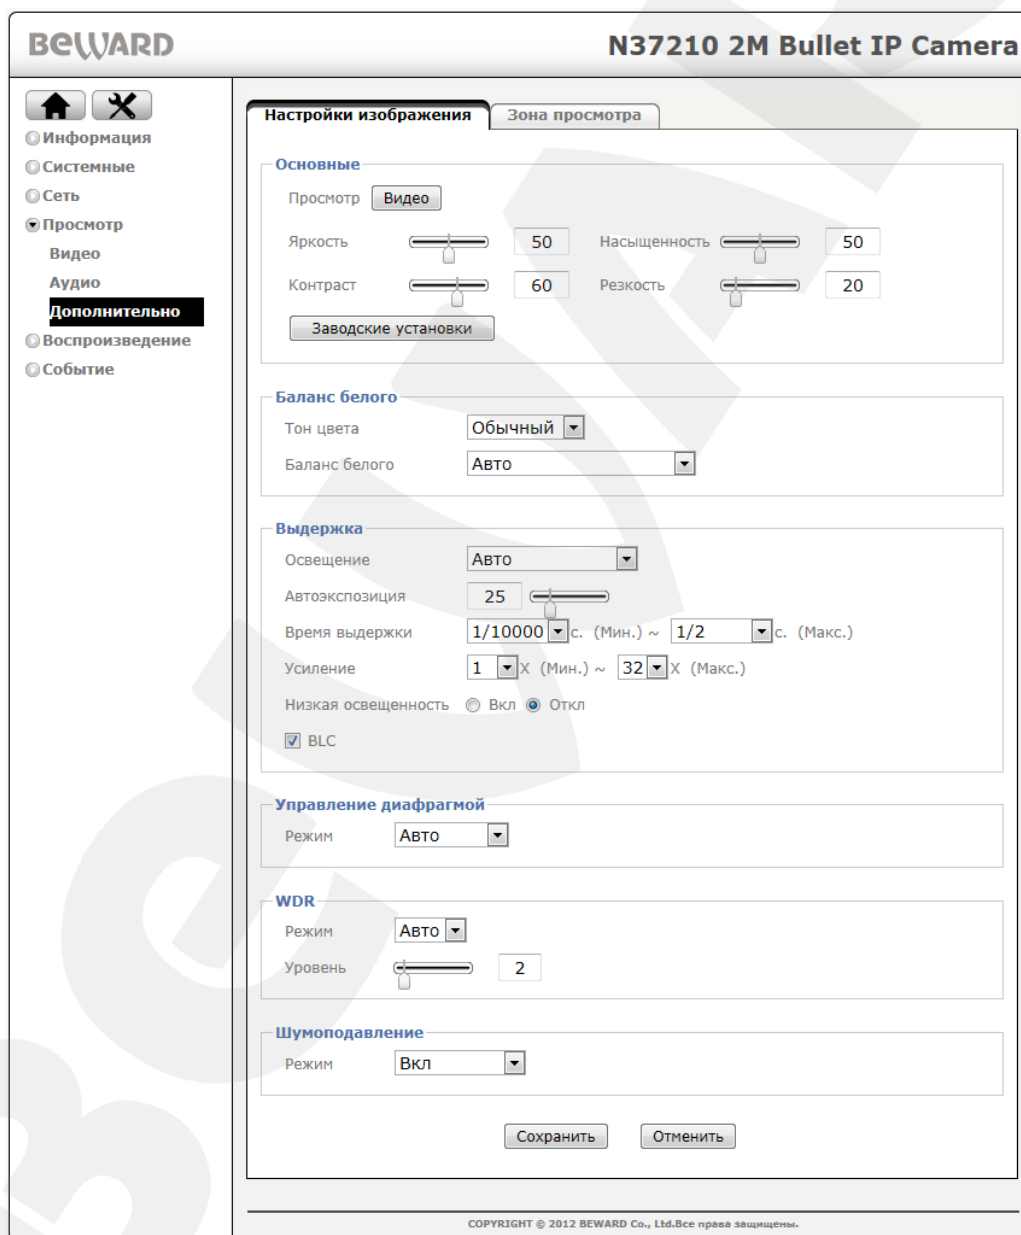 BEWARD
N37210 2M Bullet IP Camera
Информация
Системные
Сеть
Просмотр
Видео
Аудио
Дополнительно
Воспроизведение
Событие
Настройки изображения
Зона просмотра
Основные
Просмотр Видео
Яркость 50 Насыщенность 50
Контраст 60 Резкость 20
Заводские установки
Баланс белого
Тон цвета Обычный
Баланс белого Авто
Выдержка
Освещение Авто
Автоэкспозиция 25
Время выдержки 1/10000 с. (Мин.) ~ 1/2 с. (Макс.)
Усиление 1 X (Мин.) ~ 32 X (Макс.)
Низкая освещенность Вкл Откл
BLC
Управление диафрагмой
Режим Авто
WDR
Режим Авто
Уровень 2
Шумоподавление
Режим Вкл
Сохранить Отменить
COPYRIGHT © 2012 BEWARD Co., Ltd.Все права защищены.